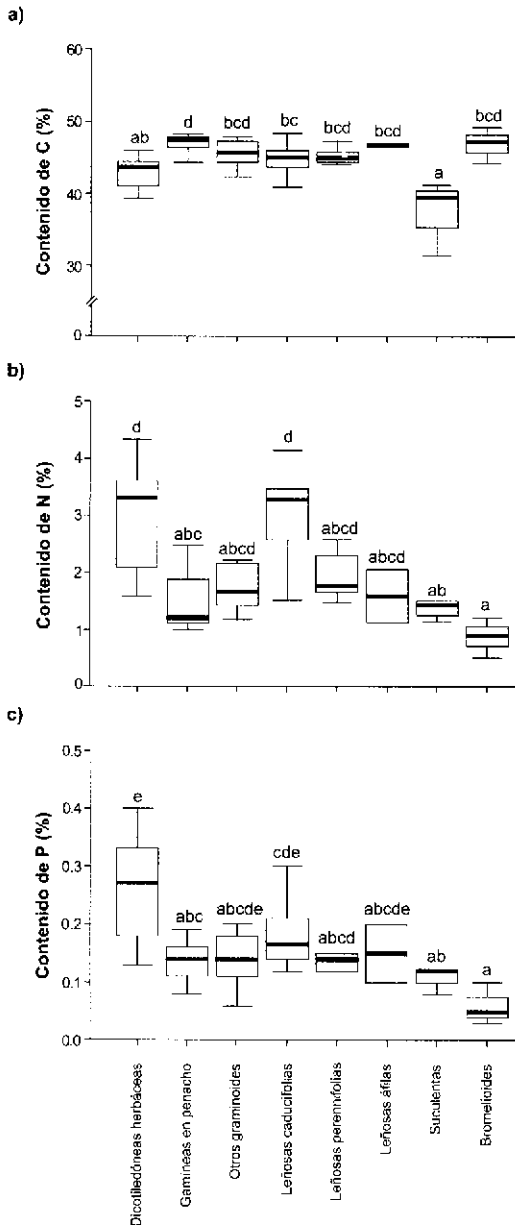 a)
Contenido de C (%)
60
50
40
30
0
ab
d
bcd
bc
bcd
bcd
a
bcd
b)
Contenido de N (%)
5
4
3
2
1
0
d
abc
abcd
d
abcd
abcd
ab
a
c)
Contenido de P (%)
0.5
0.4
0.3
0.2
0.1
0.0
e
abc
abcde
cde
abcd
abcde
ab
a
Dicotiledóneas herbáceas
Gamineas en penacho
Otros graminoides
Leñosas caducifolias
Leñosas perennifolias
Leñosas áfilas
Suculentas
Bromelioides